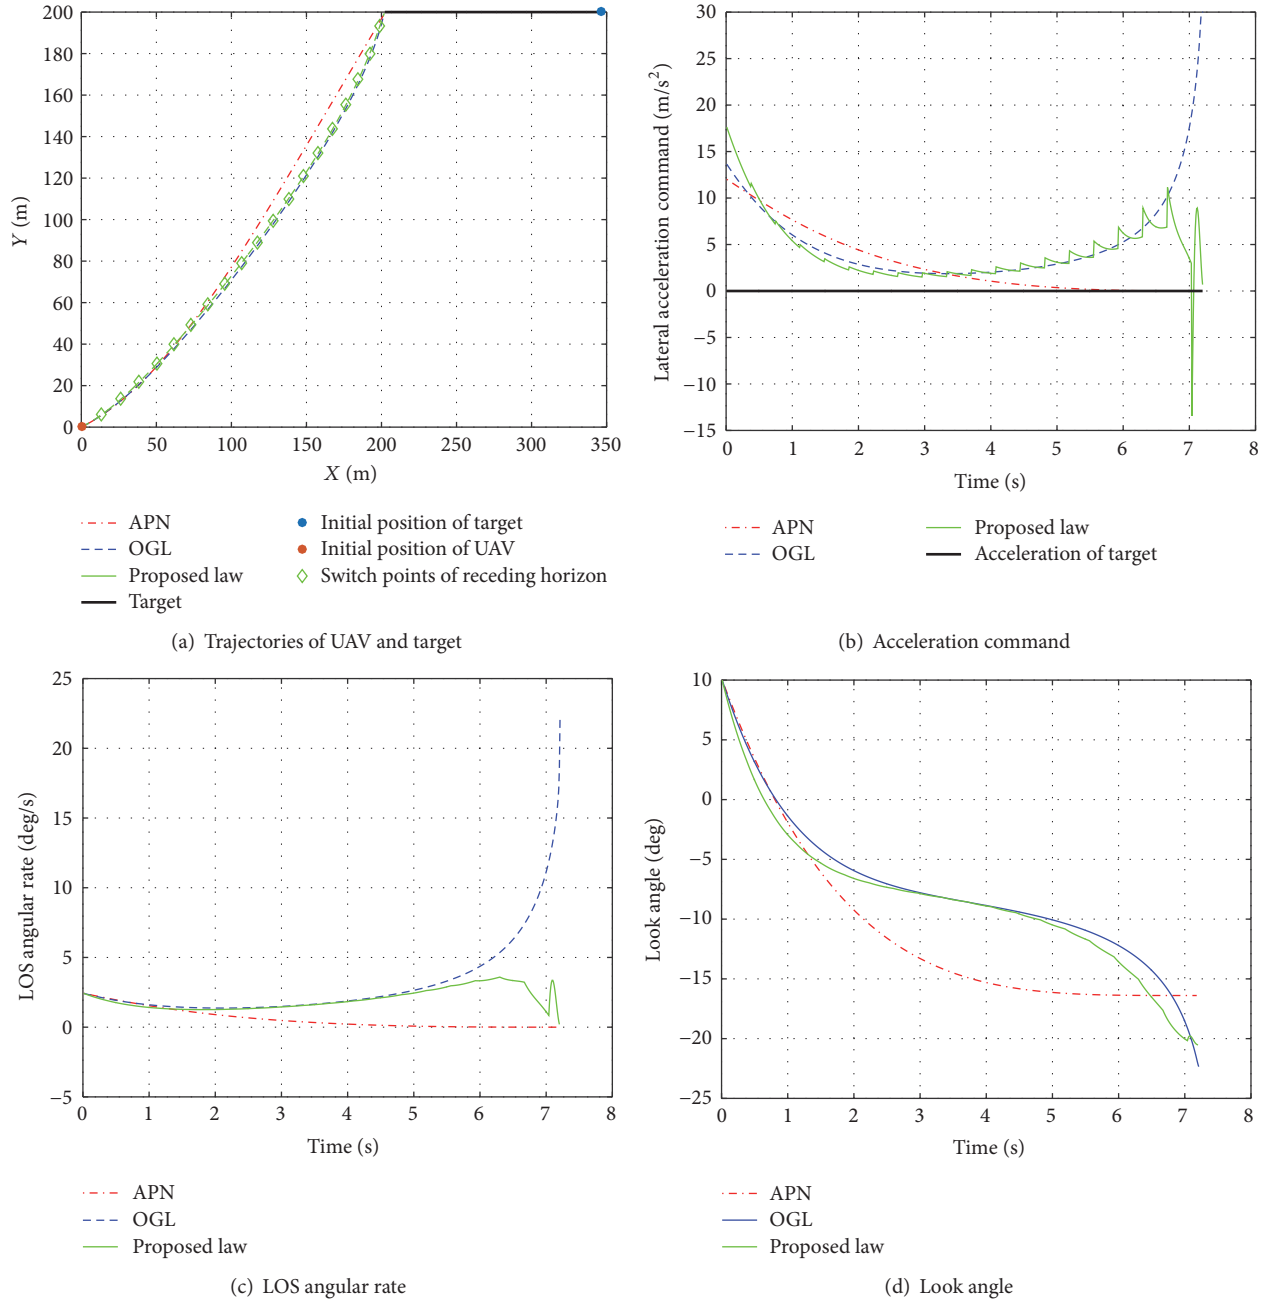 200
180
160
140
120
100
80
60
40
20
0
Y (m)
0 50 100 150 200 250 300 350
X (m)
APN
OGL
Proposed law
Target
Initial position of target
Initial position of UAV
Switch points of receding horizon
(a) Trajectories of UAV and target
30
25
20
15
10
5
0
−5
−10
−15
Lateral acceleration command (m/s²)
0 1 2 3 4 5 6 7 8
Time (s)
APN
OGL
Proposed law
Acceleration of target
(b) Acceleration command
25
20
15
10
5
0
−5
LOS angular rate (deg/s)
0 1 2 3 4 5 6 7 8
Time (s)
APN
OGL
Proposed law
(c) LOS angular rate
10
5
0
−5
−10
−15
−20
−25
Look angle (deg)
0 1 2 3 4 5 6 7 8
Time (s)
APN
OGL
Proposed law
(d) Look angle